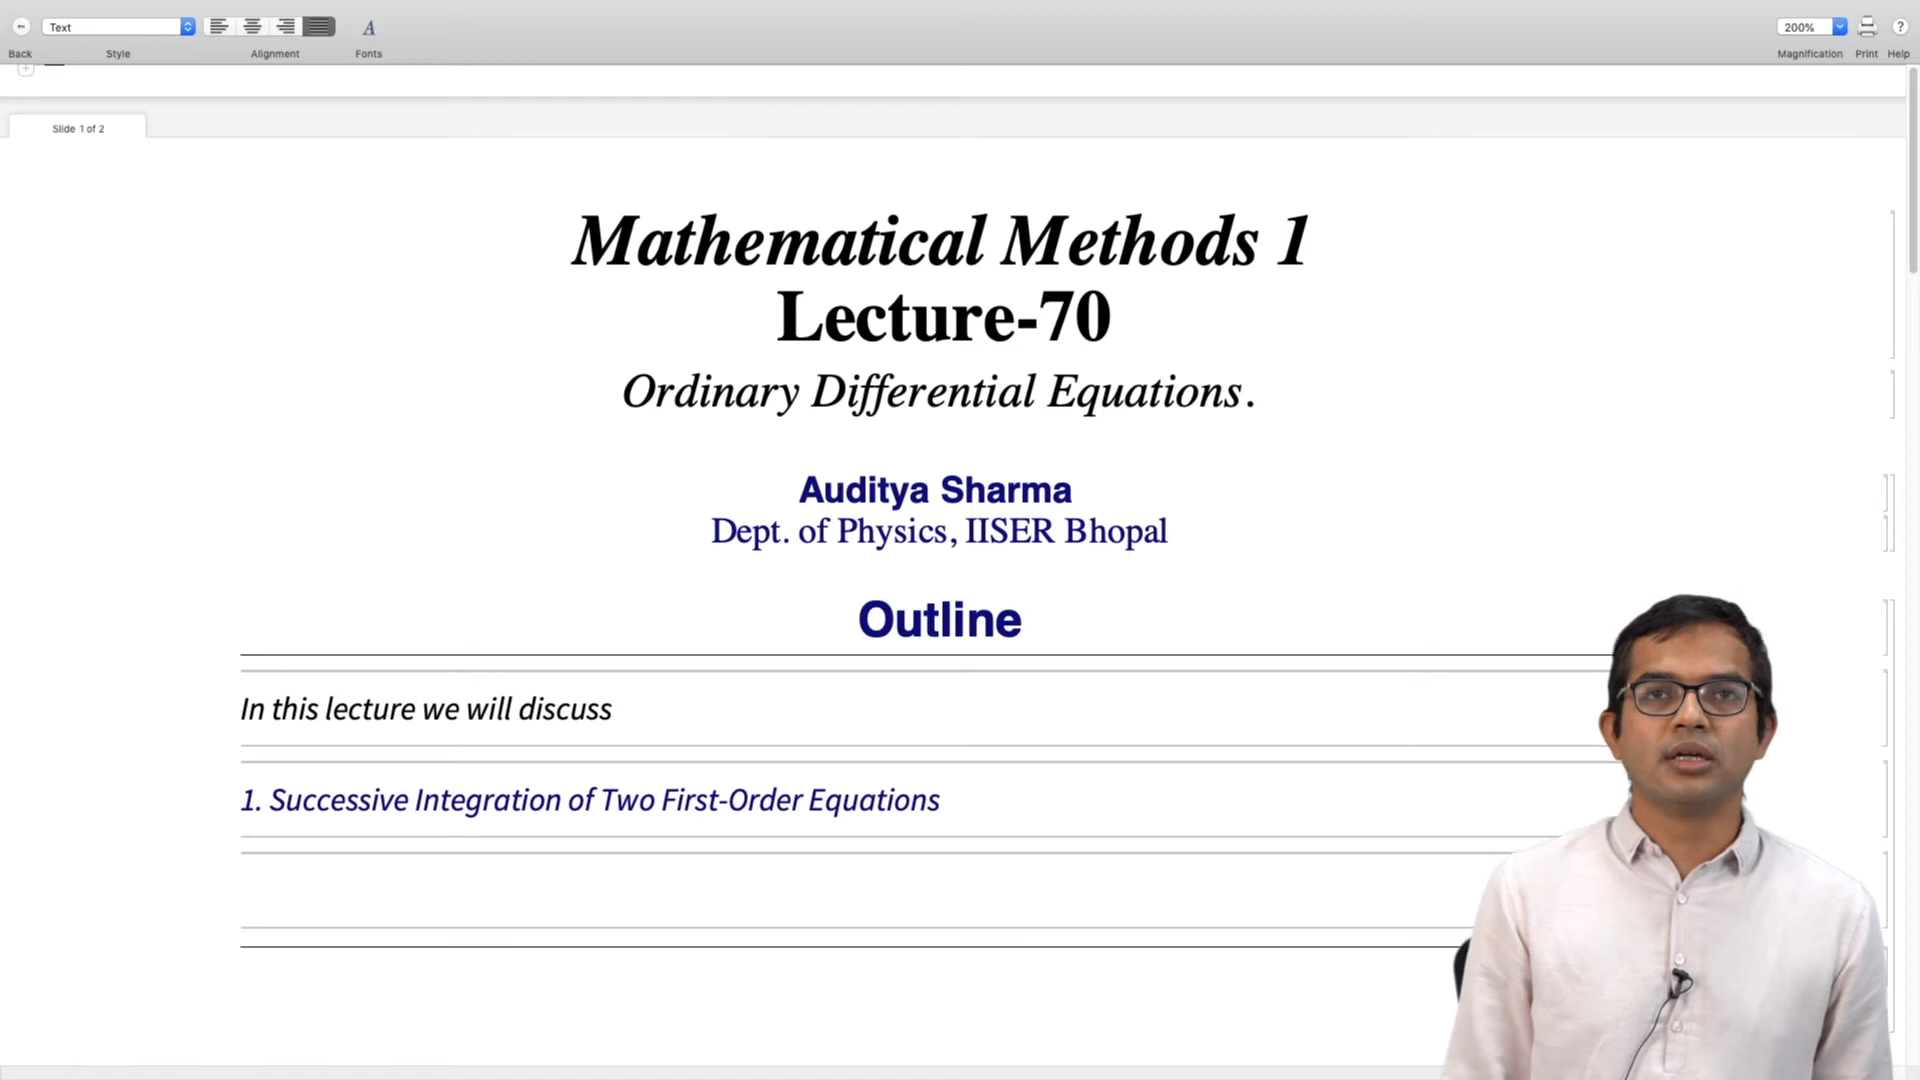 Text
200%
Back
Style
Alignment
Fonts
Magnification
Print
Help
Slide 1 of 2
Mathematical Methods 1
Lecture-70
Ordinary Differential Equations.
Auditya Sharma
Dept. of Physics, IISER Bhopal
Outline
In this lecture we will discuss
1. Successive Integration of Two First-Order Equations